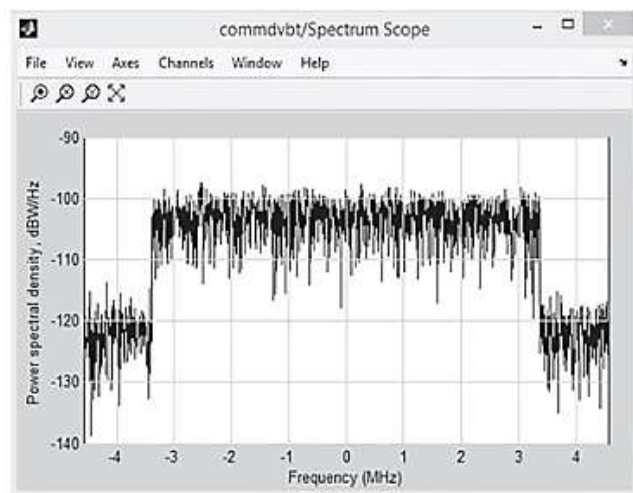 commdvbt/Spectrum Scope
File View Axes Channels Window Help
Power spectral density, dBW/Hz
-90
-100
-110
-120
-130
-140
-4 -3 -2 -1 0 1 2 3 4
Frequency (MHz)